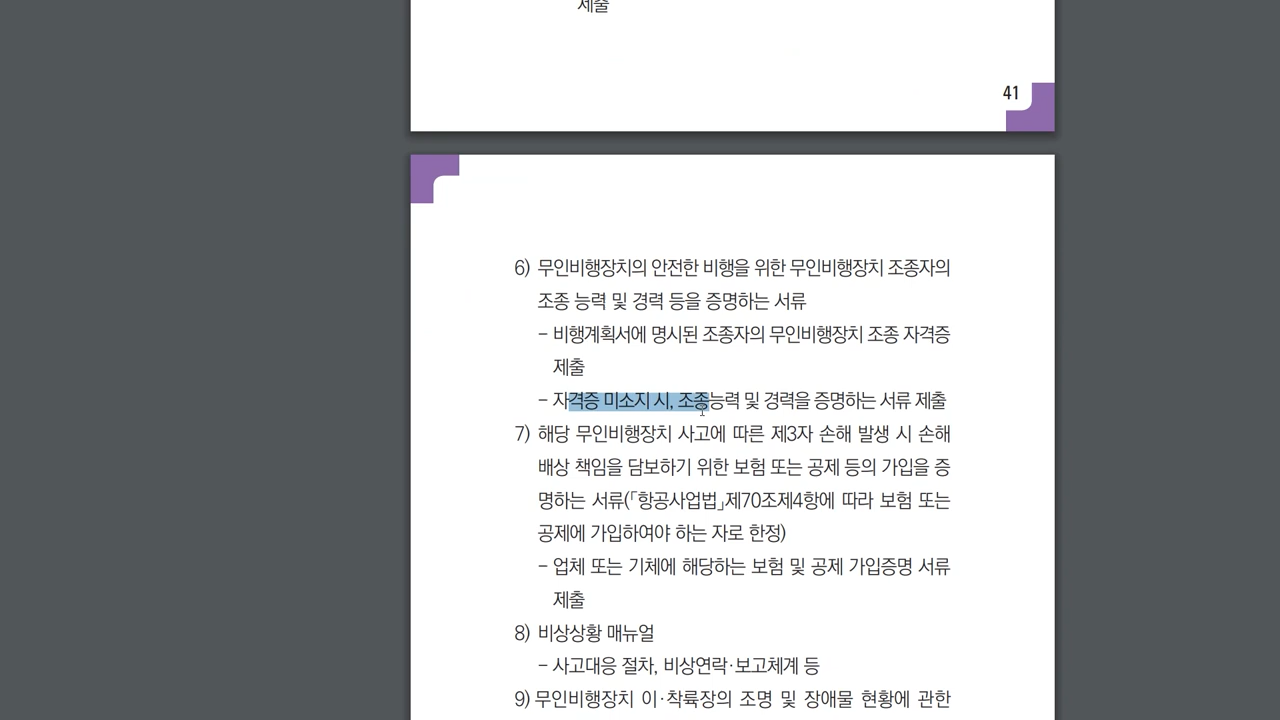 제출
41
6) 무인비행장치의 안전한 비행을 위한 무인비행장치 조종자의
조종 능력 및 경력 등을 증명하는 서류
- 비행계획서에 명시된 조종자의 무인비행장치 조종 자격증
제출
- 자격증 미소지 시, 조종능력 및 경력을 증명하는 서류 제출
7) 해당 무인비행장치 사고에 따른 제3자 손해 발생 시 손해
배상 책임을 담보하기 위한 보험 또는 공제 등의 가입을 증
명하는 서류(「항공사업법」제70조제4항에 따라 보험 또는
공제에 가입하여야 하는 자로 한정)
- 업체 또는 기체에 해당하는 보험 및 공제 가입증명 서류
제출
8) 비상상황 매뉴얼
- 사고대응 절차, 비상연락·보고체계 등
9) 무인비행장치 이·착륙장의 조명 및 장애물 현황에 관한